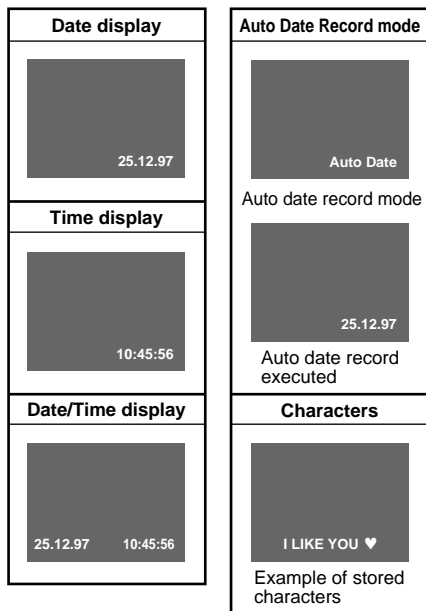 Date display
25.12.97
Time display
10:45:56
Date/Time display
25.12.97 10:45:56
Auto Date Record mode
Auto Date
Auto date record mode
25.12.97
Auto date record
executed
Characters
I LIKE YOU ♥
Example of stored
characters